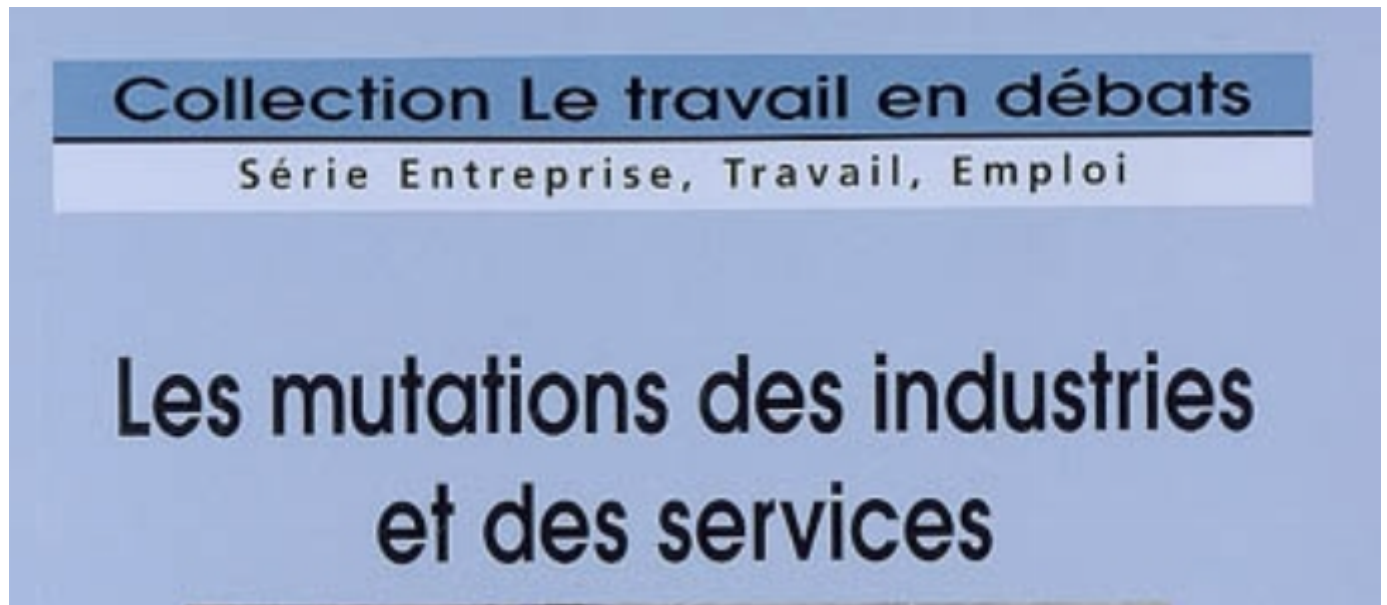 Collection Le travail en débats
Série Entreprise, Travail, Emploi
Les mutations des industries
et des services